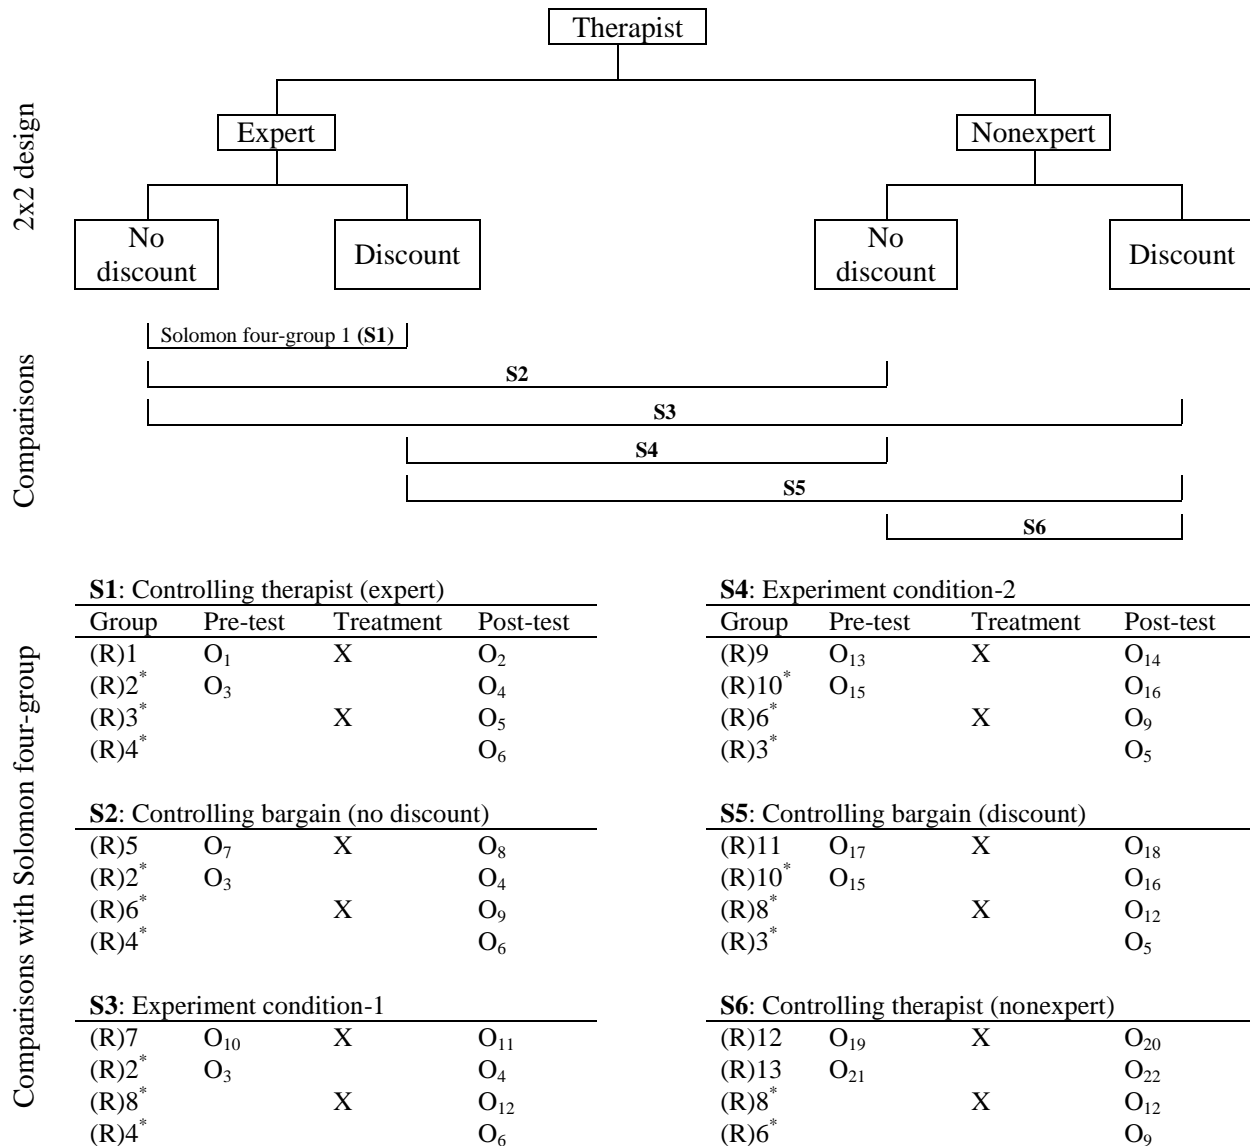 Therapist
2x2 design
Expert
Nonexpert
No
discount
Discount
No
discount
Discount
Comparisons
Solomon four-group 1 (S1)
S2
S3
S4
S5
S6
Comparisons with Solomon four-group
S1: Controlling therapist (expert)
Group Pre-test Treatment Post-test
(R)1 O₁ X O₂
(R)2* O₃ O₄
(R)3* X O₅
(R)4* O₆
S2: Controlling bargain (no discount)
(R)5 O₇ X O₈
(R)2* O₃ O₄
(R)6* X O₉
(R)4* O₆
S3: Experiment condition-1
(R)7 O₁₀ X O₁₁
(R)2* O₃ O₄
(R)8* X O₁₂
(R)4* O₆
S4: Experiment condition-2
Group Pre-test Treatment Post-test
(R)9 O₁₃ X O₁₄
(R)10* O₁₅ O₁₆
(R)6* X O₉
(R)3* O₅
S5: Controlling bargain (discount)
(R)11 O₁₇ X O₁₈
(R)10* O₁₅ O₁₆
(R)8* X O₁₂
(R)3* O₅
S6: Controlling therapist (nonexpert)
(R)12 O₁₉ X O₂₀
(R)13 O₂₁ O₂₂
(R)8* X O₁₂
(R)6* O₉